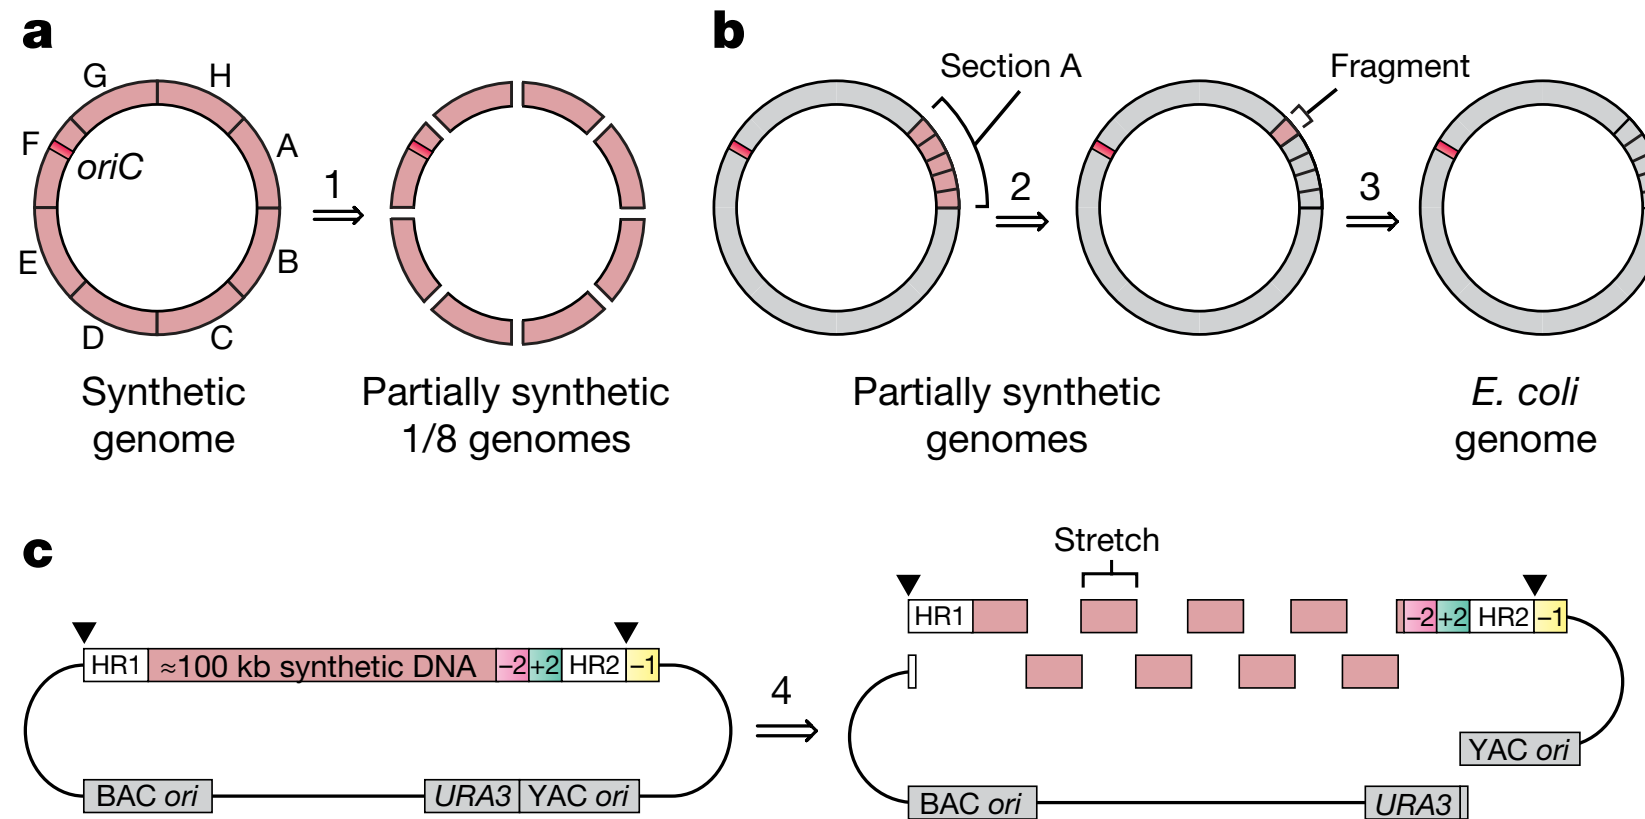 a
G H
F A
oriC
E B
D C
1
Synthetic
genome
Partially synthetic
1/8 genomes
b
Section A
Fragment
2
3
Partially synthetic
genomes
E. coli
genome
c
HR1 ≈100 kb synthetic DNA −2 +2 HR2 −1
BAC ori URA3 YAC ori
4
Stretch
HR1 −2 +2 HR2 −1
YAC ori
BAC ori URA3